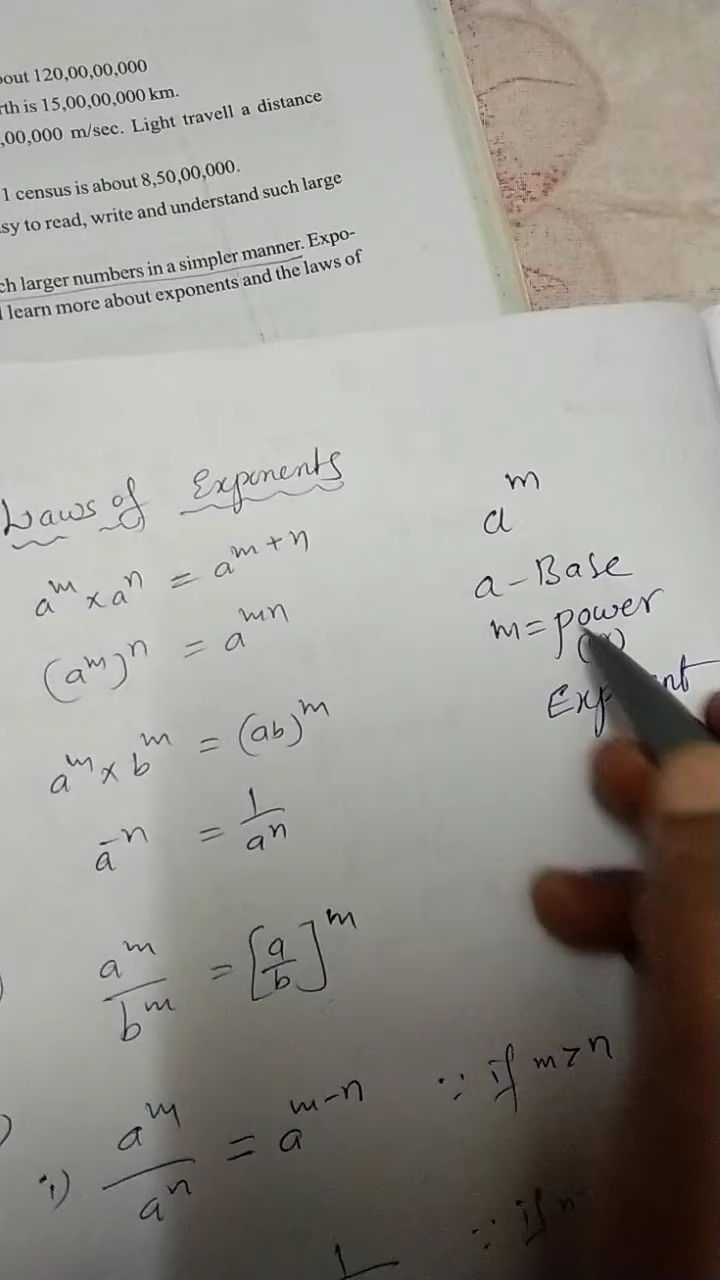 out 120,00,00,000
rth is 15,00,00,000 km.
,00,000 m/sec. Light travell a distance
1 census is about 8,50,00,000.
sy to read, write and understand such large
ch larger numbers in a simpler manner. Expo-
learn more about exponents and the laws of
Laws of Exponents
a^m × a^n = a^{m+n}
(a^m)^n = a^{mn}
a^m × b^m = (ab)^m
a^{-n} = 1/a^n
a^m/b^m = [a/b]^m
i) a^m/a^n = a^{m-n} ∵ if m>n
1 ∵ if n
a^m
a - Base
m = power